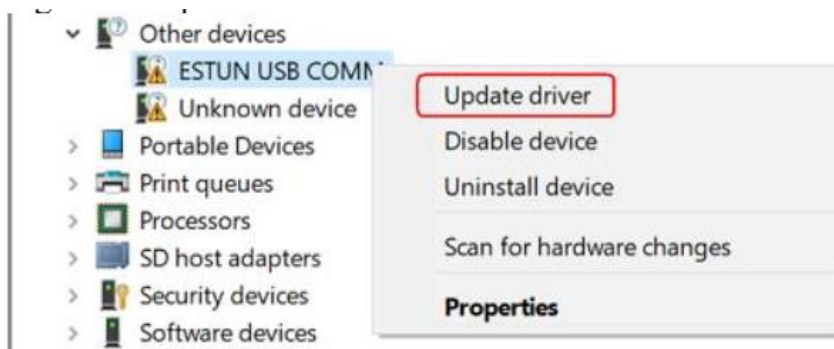 Other devices
ESTUN USB COMM
Unknown device
Portable Devices
Print queues
Processors
SD host adapters
Security devices
Software devices
Update driver
Disable device
Uninstall device
Scan for hardware changes
Properties